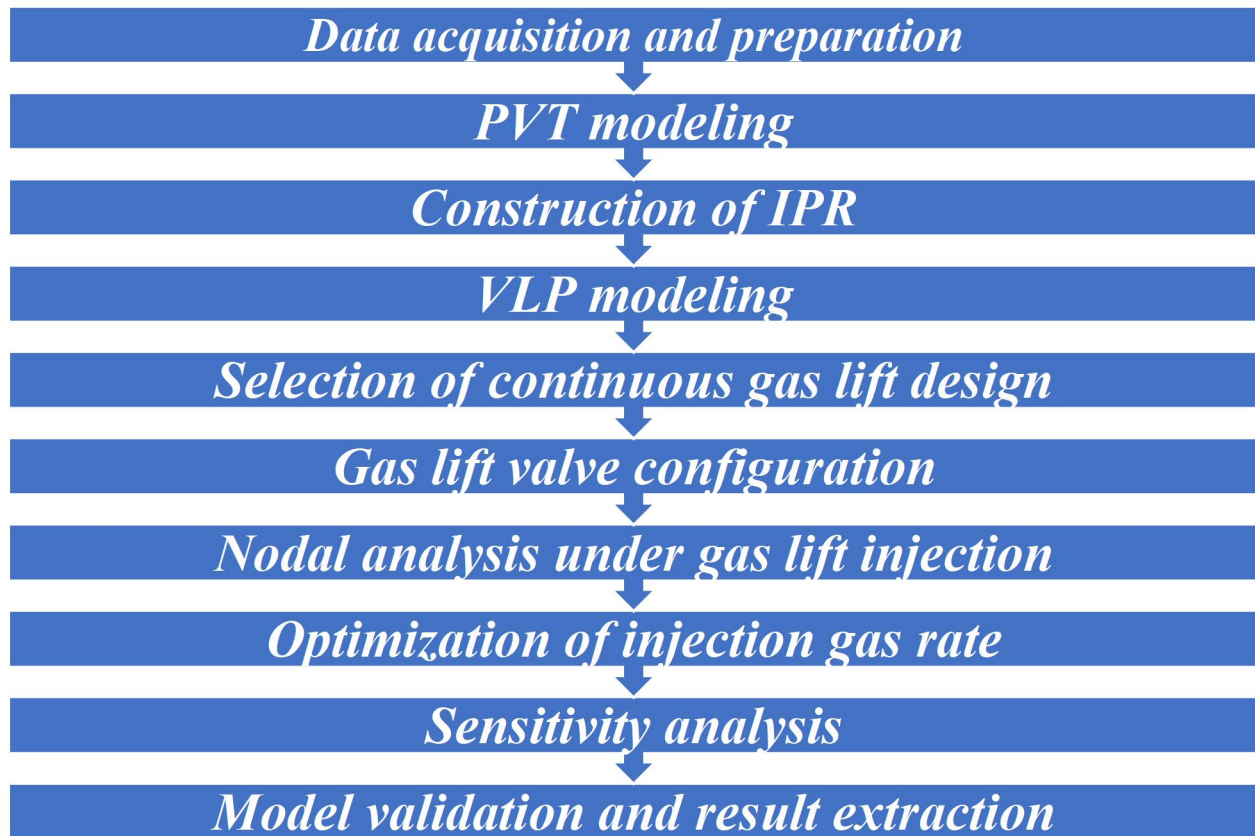 Data acquisition and preparation
PVT modeling
Construction of IPR
VLP modeling
Selection of continuous gas lift design
Gas lift valve configuration
Nodal analysis under gas lift injection
Optimization of injection gas rate
Sensitivity analysis
Model validation and result extraction